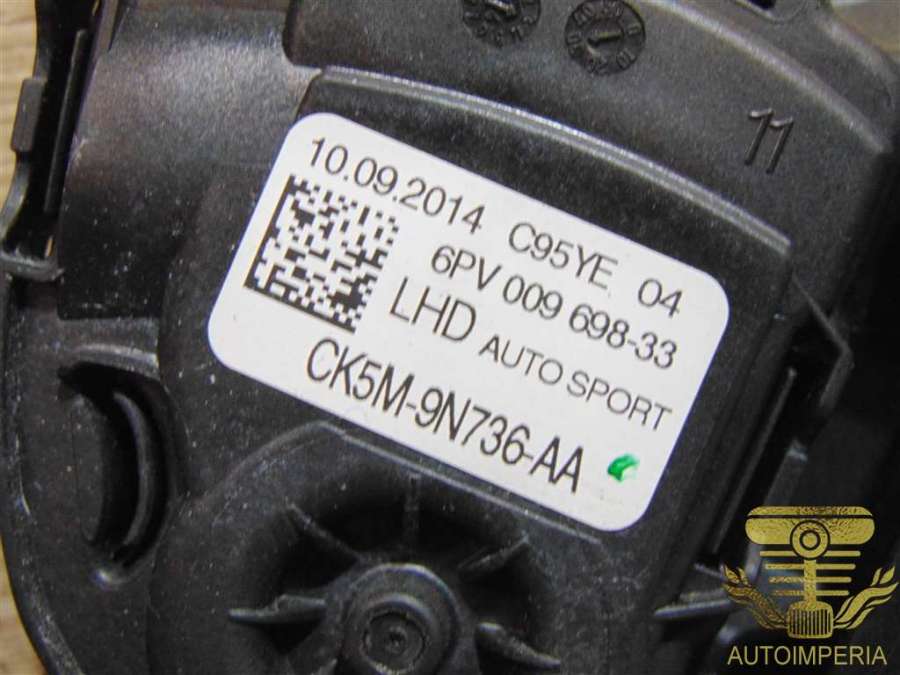 11
10.09.2014 C95YE 04
6PV 009 698-33
LHD AUTO SPORT
CK5M-9N736-AA
AUTOIMPERIA